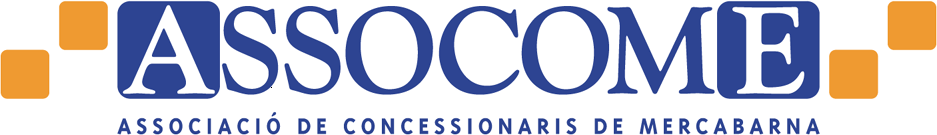 ASSOCOME
ASSOCIACIÓ DE CONCESSIONARIS DE MERCABARNA